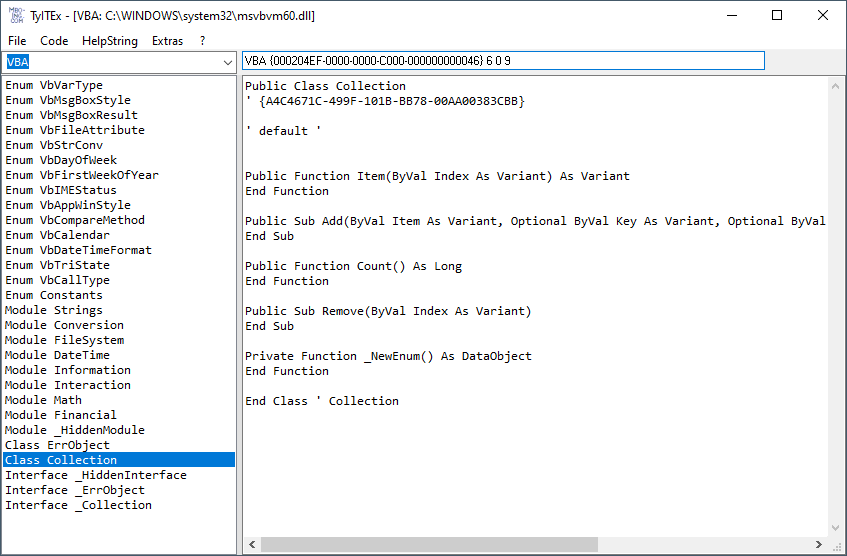 TylTEx - [VBA: C:\WINDOWS\system32\msvbvm60.dll]
File Code HelpString Extras ?
VBA
VBA {000204EF-0000-0000-C000-000000000046} 6 0 9
Enum VbVarType
Enum VbMsgBoxStyle
Enum VbMsgBoxResult
Enum VbFileAttribute
Enum VbStrConv
Enum VbDayOfWeek
Enum VbFirstWeekOfYear
Enum VbIMEStatus
Enum VbAppWinStyle
Enum VbCompareMethod
Enum VbCalendar
Enum VbDateTimeFormat
Enum VbTriState
Enum VbCallType
Enum Constants
Module Strings
Module Conversion
Module FileSystem
Module DateTime
Module Information
Module Interaction
Module Math
Module Financial
Module _HiddenModule
Class ErrObject
Class Collection
Interface _HiddenInterface
Interface _ErrObject
Interface _Collection
Public Class Collection
' {A4C4671C-499F-101B-BB78-00AA00383CBB}
' default '
Public Function Item(ByVal Index As Variant) As Variant
End Function
Public Sub Add(ByVal Item As Variant, Optional ByVal Key As Variant, Optional ByVal
End Sub
Public Function Count() As Long
End Function
Public Sub Remove(ByVal Index As Variant)
End Sub
Private Function _NewEnum() As DataObject
End Function
End Class ' Collection